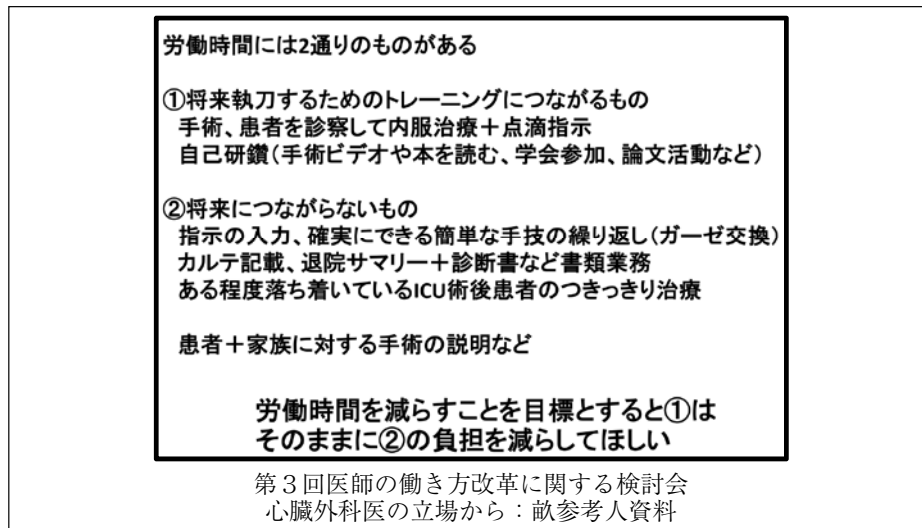 労働時間には2通りのものがある
①将来執刀するためのトレーニングにつながるもの
手術、患者を診察して内服治療＋点滴指示
自己研鑽（手術ビデオや本を読む、学会参加、論文活動など）
②将来につながらないもの
指示の入力、確実にできる簡単な手技の繰り返し（ガーゼ交換）
カルテ記載、退院サマリー＋診断書など書類業務
ある程度落ち着いているICU術後患者のつきっきり治療
患者＋家族に対する手術の説明など
労働時間を減らすことを目標とすると①は
そのままに②の負担を減らしてほしい
第３回医師の働き方改革に関する検討会
心臓外科医の立場から：畝参考人資料